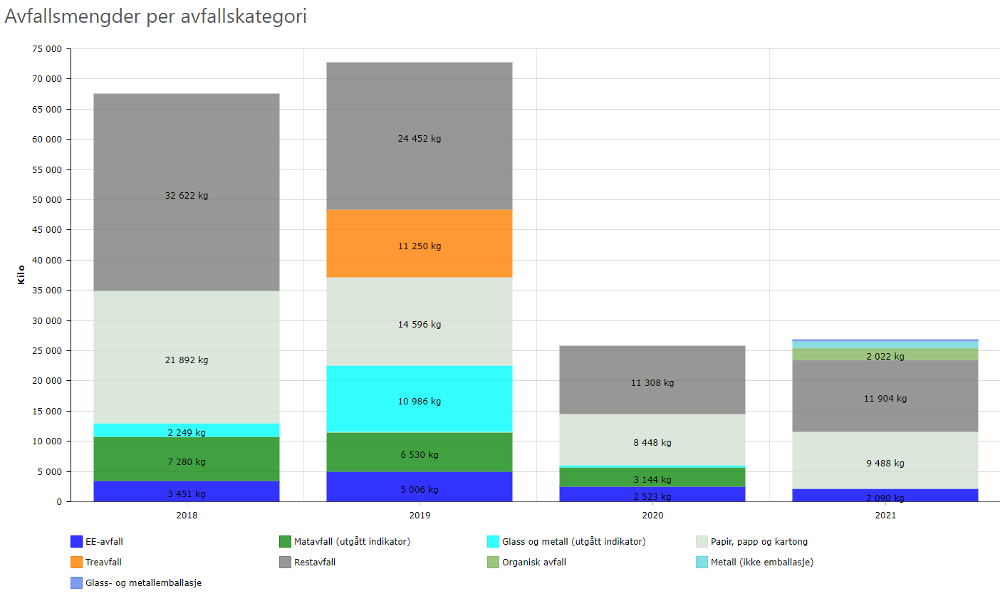 Avfallsmengder per avfallskategori
75 000
70 000
65 000
60 000
55 000
50 000
45 000
40 000
35 000
30 000
25 000
20 000
15 000
10 000
5 000
0
Kilo
32 622 kg
21 892 kg
2 249 kg
7 280 kg
3 451 kg
24 452 kg
11 250 kg
14 596 kg
10 986 kg
6 530 kg
5 006 kg
11 308 kg
8 448 kg
3 144 kg
2 523 kg
2 022 kg
11 904 kg
9 488 kg
2 090 kg
2018 2019 2020 2021
EE-avfall Matavfall (utgått indikator) Glass og metall (utgått indikator) Papir, papp og kartong
Treavfall Restavfall Organisk avfall Metall (ikke emballasje)
Glass- og metallemballasje